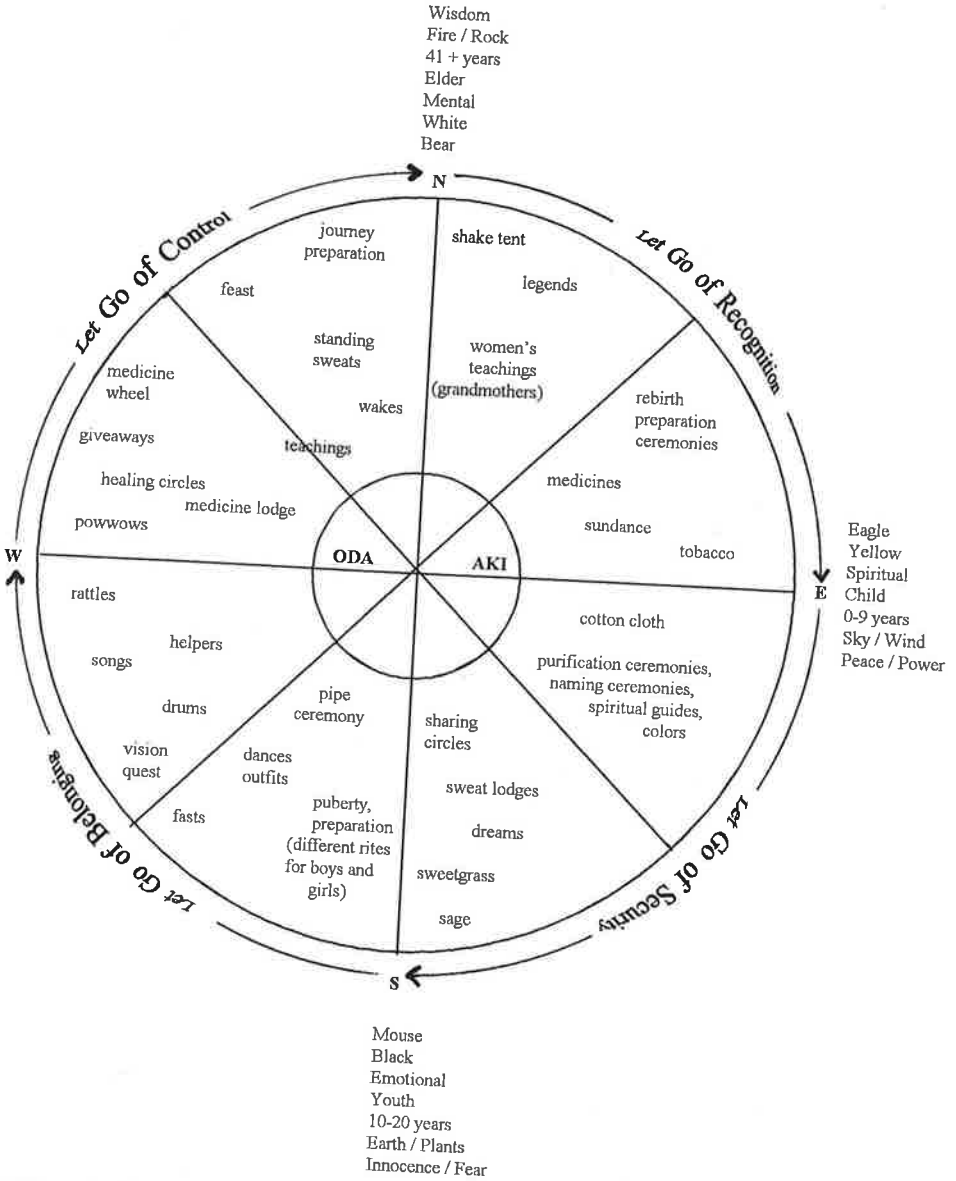 Wisdom
Fire / Rock
41 + years
Elder
Mental
White
Bear
N
Let Go of Control
Let Go of Recognition
journey
preparation
feast
standing
sweats
wakes
teachings
shake tent
legends
women's
teachings
(grandmothers)
rebirth
preparation
ceremonies
medicines
sundance
tobacco
medicine
wheel
giveaways
healing circles
medicine lodge
powwows
W
ODA
AKI
E
Eagle
Yellow
Spiritual
Child
0-9 years
Sky / Wind
Peace / Power
rattles
helpers
songs
drums
vision
quest
cotton cloth
purification ceremonies,
naming ceremonies,
spiritual guides,
colors
pipe
ceremony
dances
outfits
fasts
puberty,
preparation
(different rites
for boys and
girls)
sharing
circles
sweat lodges
dreams
sweetgrass
sage
Let Go of Belonging
Let Go of Security
S
Mouse
Black
Emotional
Youth
10-20 years
Earth / Plants
Innocence / Fear